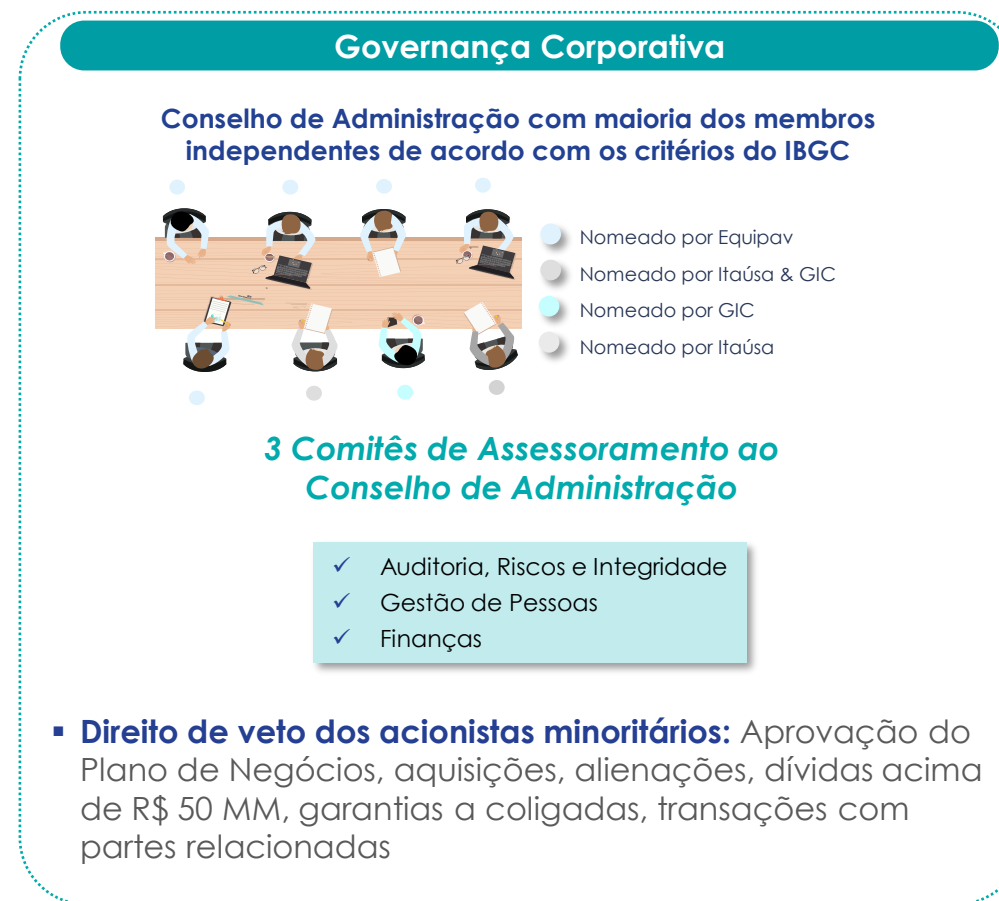 Governança Corporativa
Conselho de Administração com maioria dos membros
independentes de acordo com os critérios do IBGC
Nomeado por Equipav
Nomeado por Itaúsa & GIC
Nomeado por GIC
Nomeado por Itaúsa
3 Comitês de Assessoramento ao
Conselho de Administração
✓ Auditoria, Riscos e Integridade
✓ Gestão de Pessoas
✓ Finanças
▪ Direito de veto dos acionistas minoritários: Aprovação do
Plano de Negócios, aquisições, alienações, dívidas acima
de R$ 50 MM, garantias a coligadas, transações com
partes relacionadas